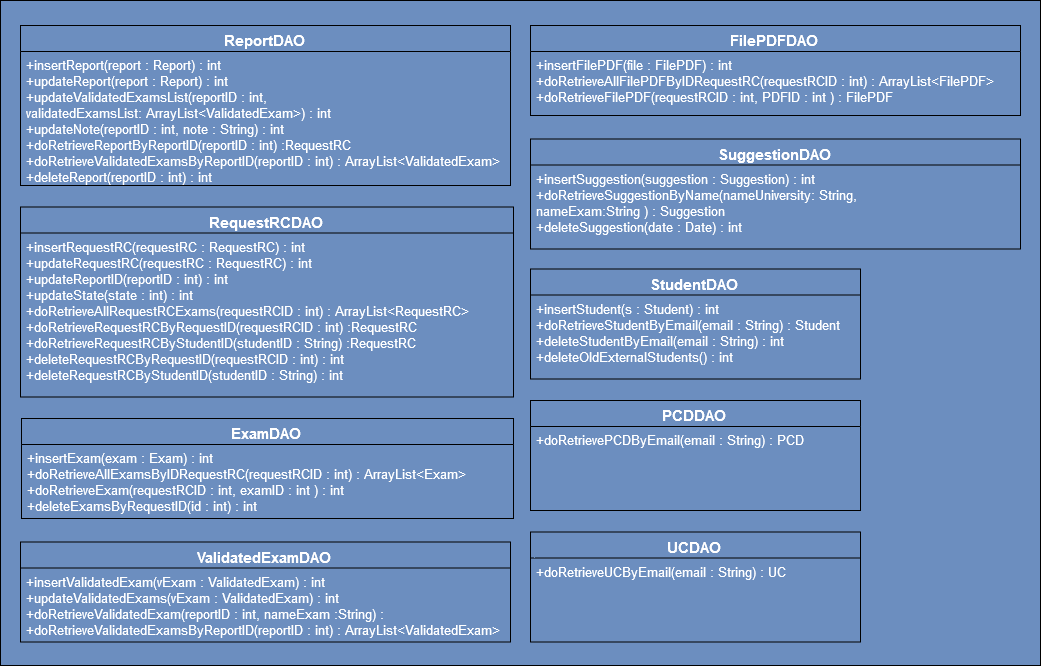 ReportDAO
+insertReport(report : Report) : int
+updateReport(report : Report) : int
+updateValidatedExamsList(reportID : int,
validatedExamsList: ArrayList<ValidatedExam>) : int
+updateNote(reportID : int, note : String) : int
+doRetrieveReportByReportID(reportID : int) :RequestRC
+doRetrieveValidatedExamsByReportID(reportID : int) : ArrayList<ValidatedExam>
+deleteReport(reportID : int) : int
RequestRCDAO
+insertRequestRC(requestRC : RequestRC) : int
+updateRequestRC(requestRC : RequestRC) : int
+updateReportID(reportID : int) : int
+updateState(state : int) : int
+doRetrieveAllRequestRCExams(requestRCID : int) : ArrayList<RequestRC>
+doRetrieveRequestRCByRequestID(requestRCID : int) :RequestRC
+doRetrieveRequestRCByStudentID(studentID : String) :RequestRC
+deleteRequestRCByRequestID(requestRCID : int) : int
+deleteRequestRCByStudentID(studentID : String) : int
ExamDAO
+insertExam(exam : Exam) : int
+doRetrieveAllExamsByIDRequestRC(requestRCID : int) : ArrayList<Exam>
+doRetrieveExam(requestRCID : int, examID : int ) : int
+deleteExamsByRequestID(id : int) : int
ValidatedExamDAO
+insertValidatedExam(vExam : ValidatedExam) : int
+updateValidatedExams(vExam : ValidatedExam) : int
+doRetrieveValidatedExam(reportID : int, nameExam :String) :
+doRetrieveValidatedExamsByReportID(reportID : int) : ArrayList<ValidatedExam>
FilePDFDAO
+insertFilePDF(file : FilePDF) : int
+doRetrieveAllFilePDFByIDRequestRC(requestRCID : int) : ArrayList<FilePDF>
+doRetrieveFilePDF(requestRCID : int, PDFID : int ) : FilePDF
SuggestionDAO
+insertSuggestion(suggestion : Suggestion) : int
+doRetrieveSuggestionByName(nameUniversity: String,
nameExam:String ) : Suggestion
+deleteSuggestion(date : Date) : int
StudentDAO
+insertStudent(s : Student) : int
+doRetrieveStudentByEmail(email : String) : Student
+deleteStudentByEmail(email : String) : int
+deleteOldExternalStudents() : int
PCDDAO
+doRetrievePCDByEmail(email : String) : PCD
UCDAO
+doRetrieveUCByEmail(email : String) : UC